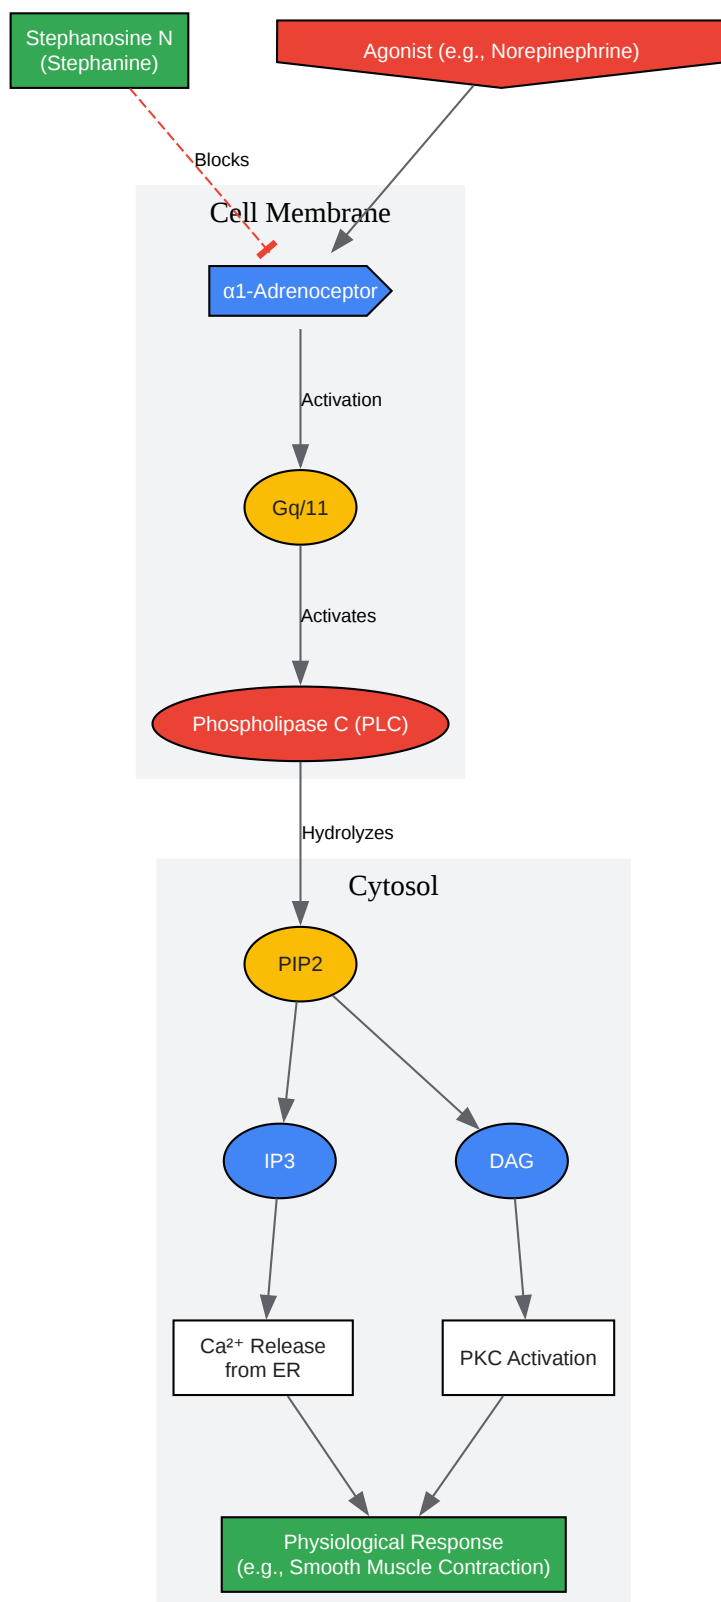 Stephanosine N
(Stephanine)
Agonist (e.g., Norepinephrine)
Blocks
Cell Membrane
α1-Adrenoceptor
Activation
Gq/11
Activates
Phospholipase C (PLC)
Hydrolyzes
Cytosol
PIP2
IP3
DAG
Ca²⁺ Release
from ER
PKC Activation
Physiological Response
(e.g., Smooth Muscle Contraction)